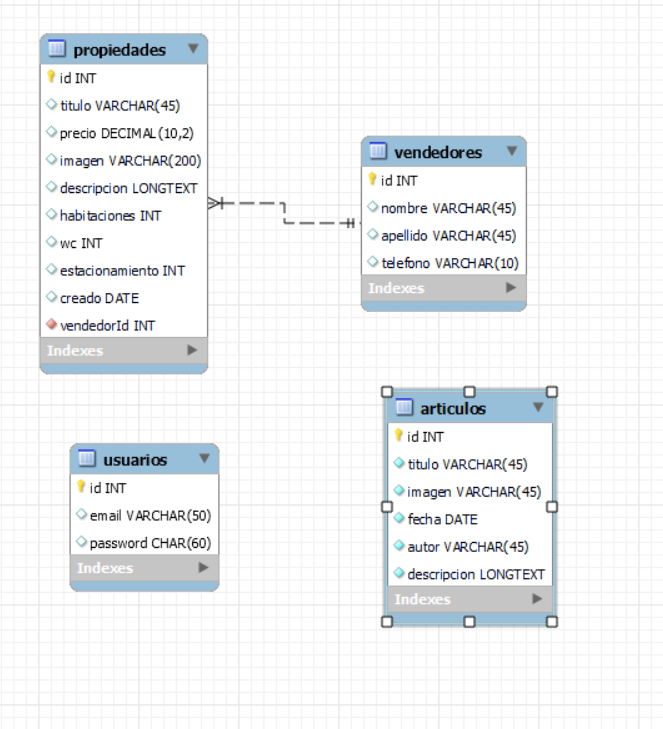 propiedades
id INT
titulo VARCHAR(45)
precio DECIMAL(10,2)
imagen VARCHAR(200)
descripcion LONGTEXT
habitaciones INT
wc INT
estacionamiento INT
creado DATE
vendedorId INT
Indexes
vendedores
id INT
nombre VARCHAR(45)
apellido VARCHAR(45)
telefono VARCHAR(10)
Indexes
usuarios
id INT
email VARCHAR(50)
password CHAR(60)
Indexes
articulos
id INT
titulo VARCHAR(45)
imagen VARCHAR(45)
fecha DATE
autor VARCHAR(45)
descripcion LONGTEXT
Indexes